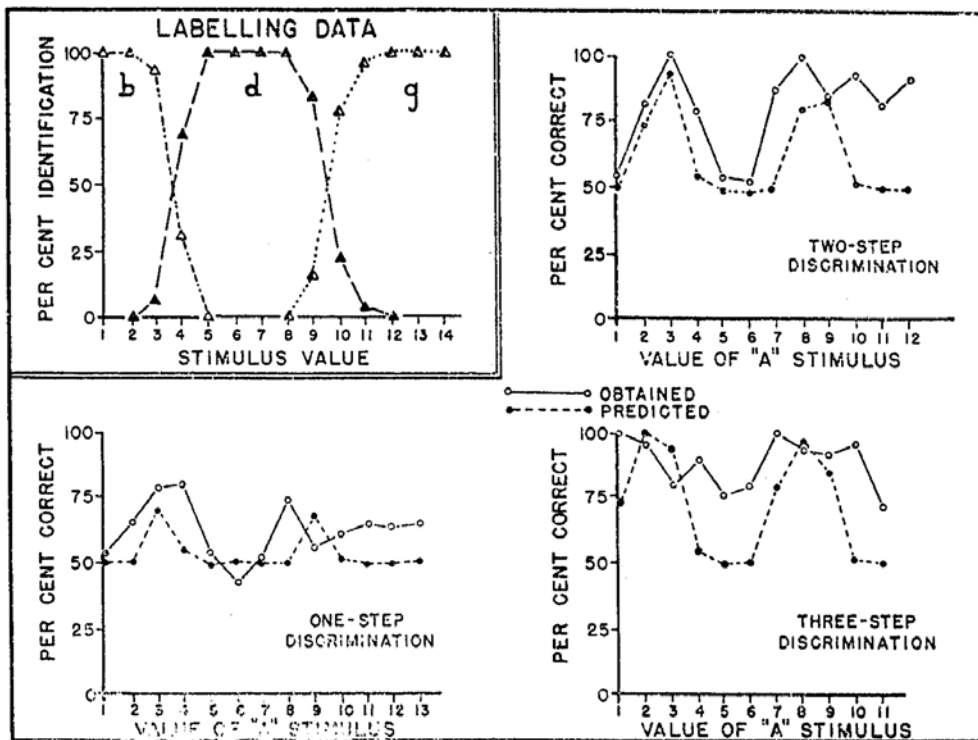 LABELLING DATA
b d g
PER CENT IDENTIFICATION
100
75
50
25
0
1 2 3 4 5 6 7 8 9 10 11 12 13 14
STIMULUS VALUE
PER CENT CORRECT
100
75
50
25
0
TWO-STEP
DISCRIMINATION
1 2 3 4 5 6 7 8 9 10 11 12
VALUE OF "A" STIMULUS
OBTAINED
PREDICTED
PER CENT CORRECT
100
75
50
25
0
ONE-STEP
DISCRIMINATION
1 2 3 4 5 6 7 8 9 10 11 12 13
VALUE OF "A" STIMULUS
PER CENT CORRECT
100
75
50
25
0
THREE-STEP
DISCRIMINATION
1 2 3 4 5 6 7 8 9 10 11
VALUE OF "A" STIMULUS